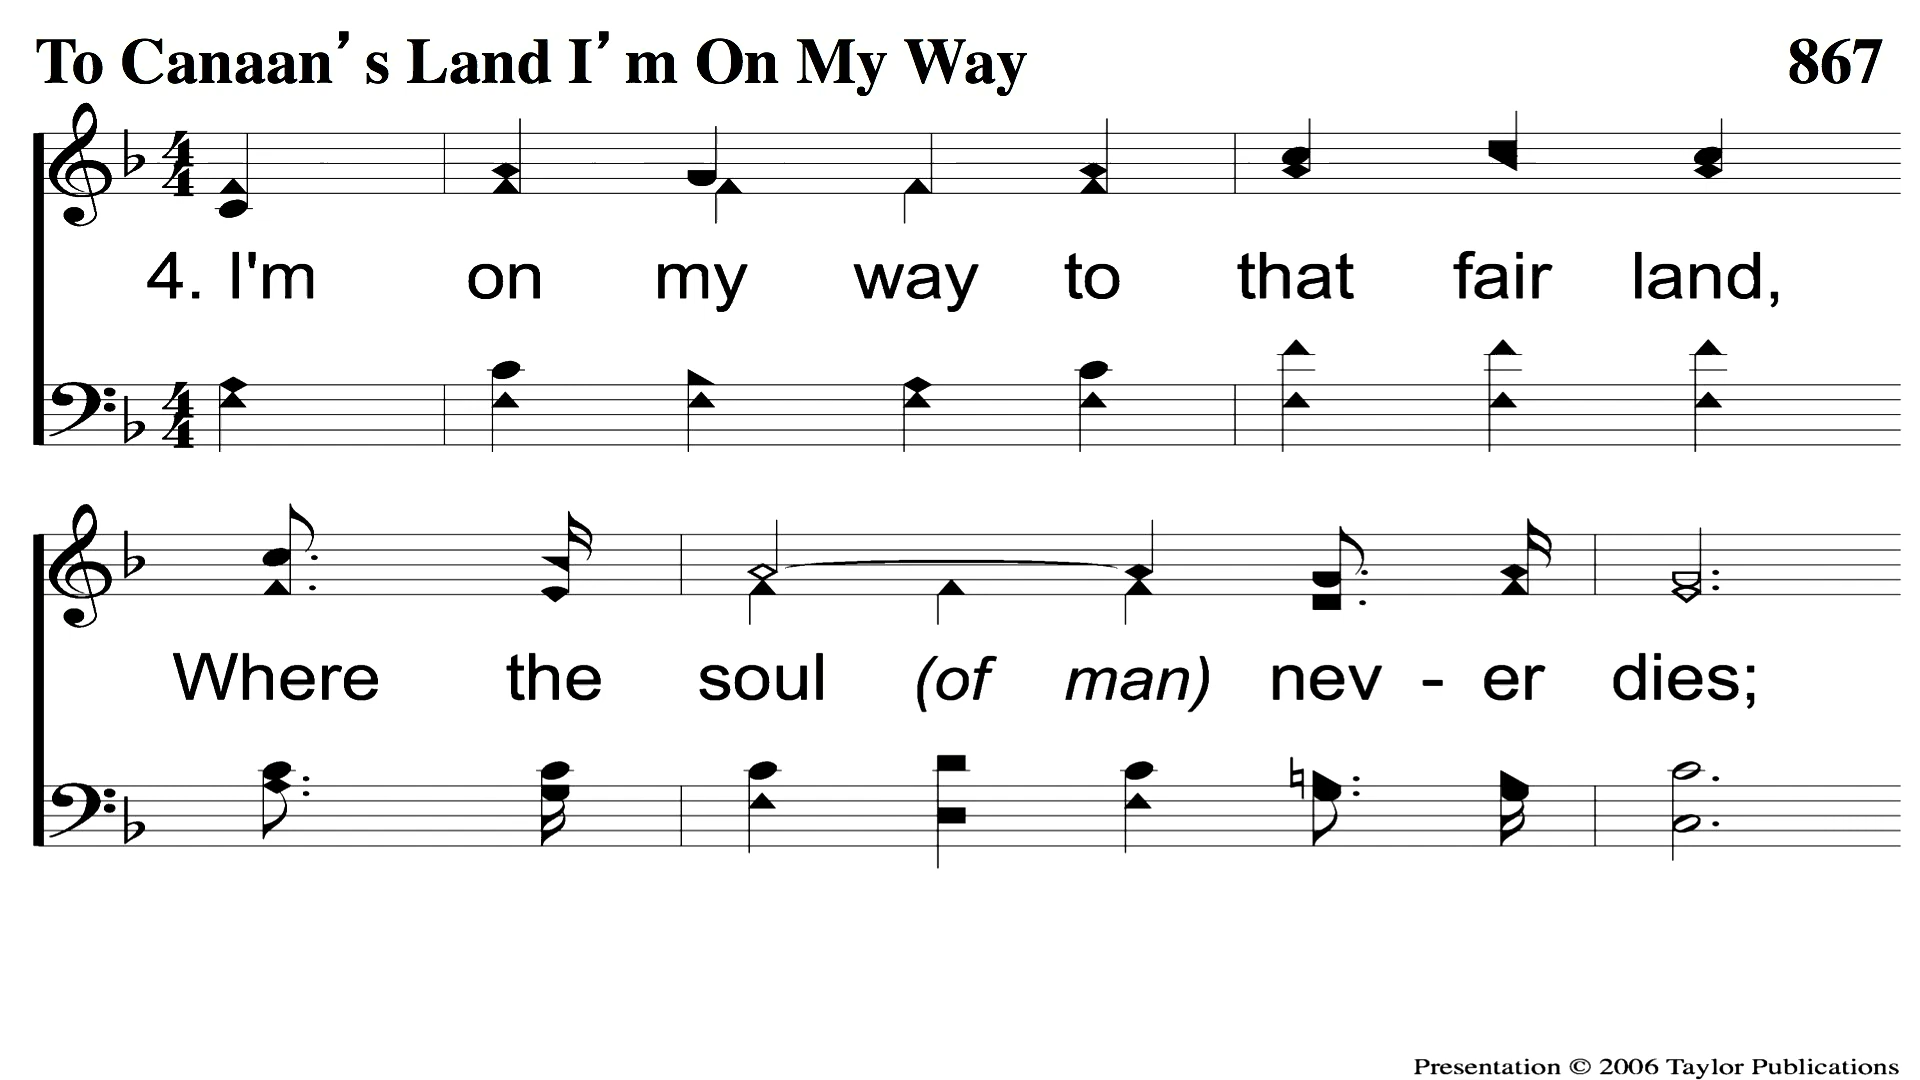 To Canaan’s Land I’m On My Way 867
4. I'm on my way to that fair land,
Where the soul (of man) nev - er dies;
Presentation © 2006 Taylor Publications